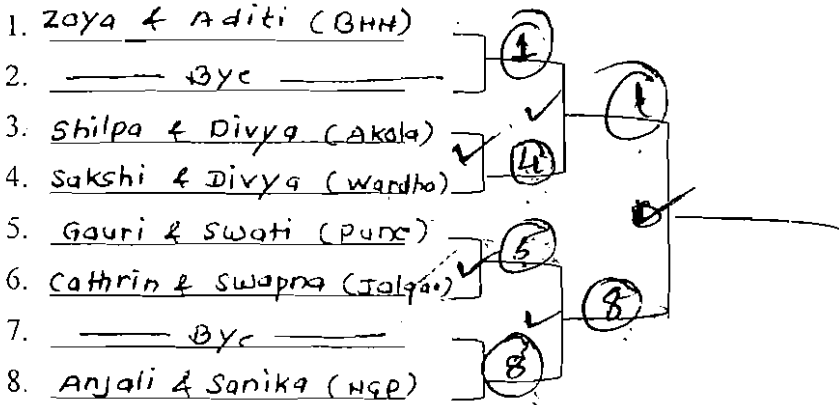 1. Zoya & Aditi (BHH)
2. Bye
3. Shilpa & Divya (Akola)
4. Sakshi & Divya (Wardha)
5. Gauri & Swati (Pune)
6. Cathrin & Swapna (Jalgao)
7. Bye
8. Anjali & Sanika (NGP)
1
4
5
8
1
8